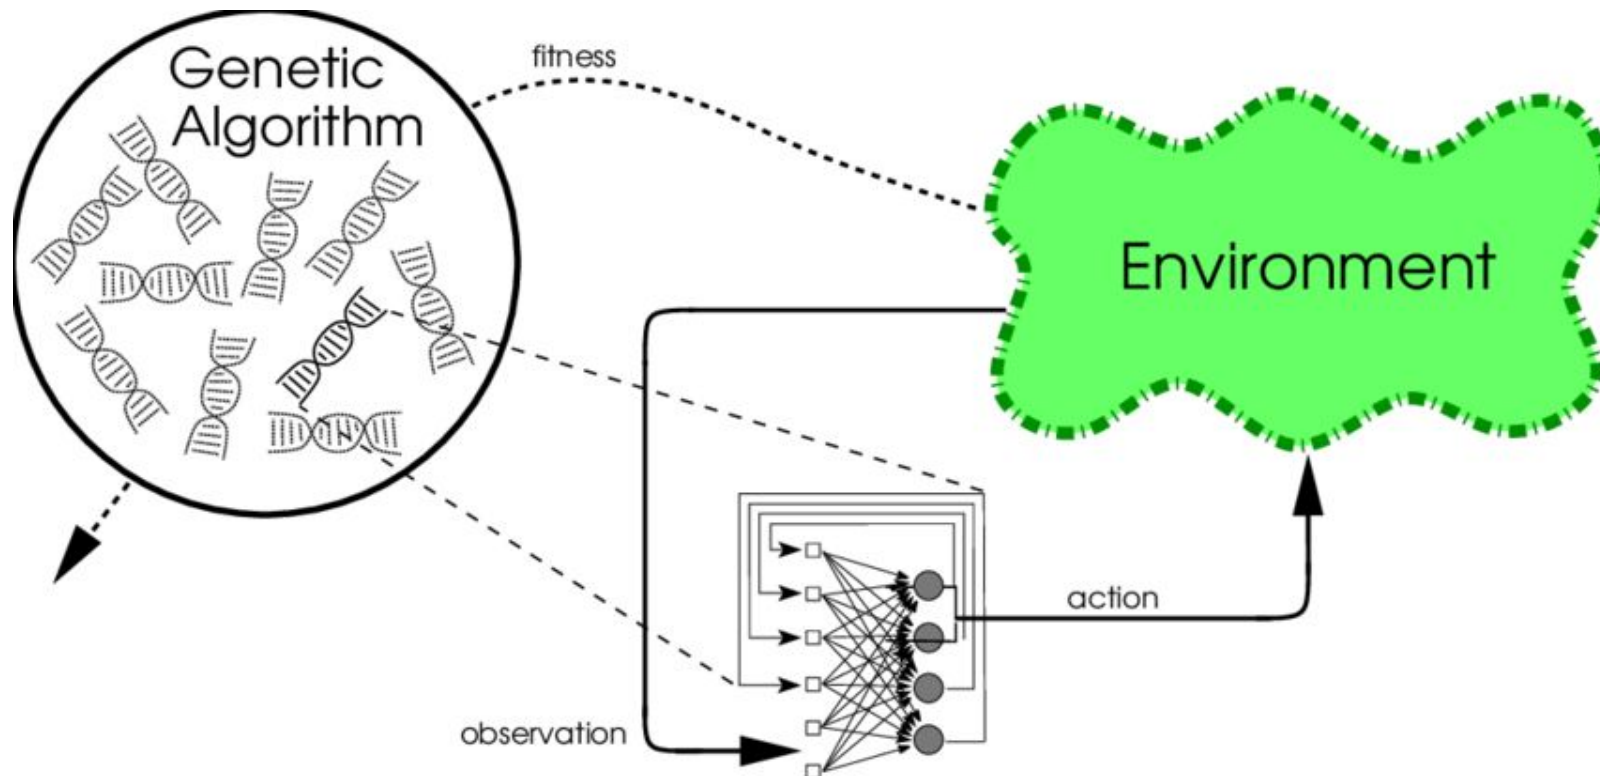 Genetic
Algorithm
fitness
Environment
action
observation